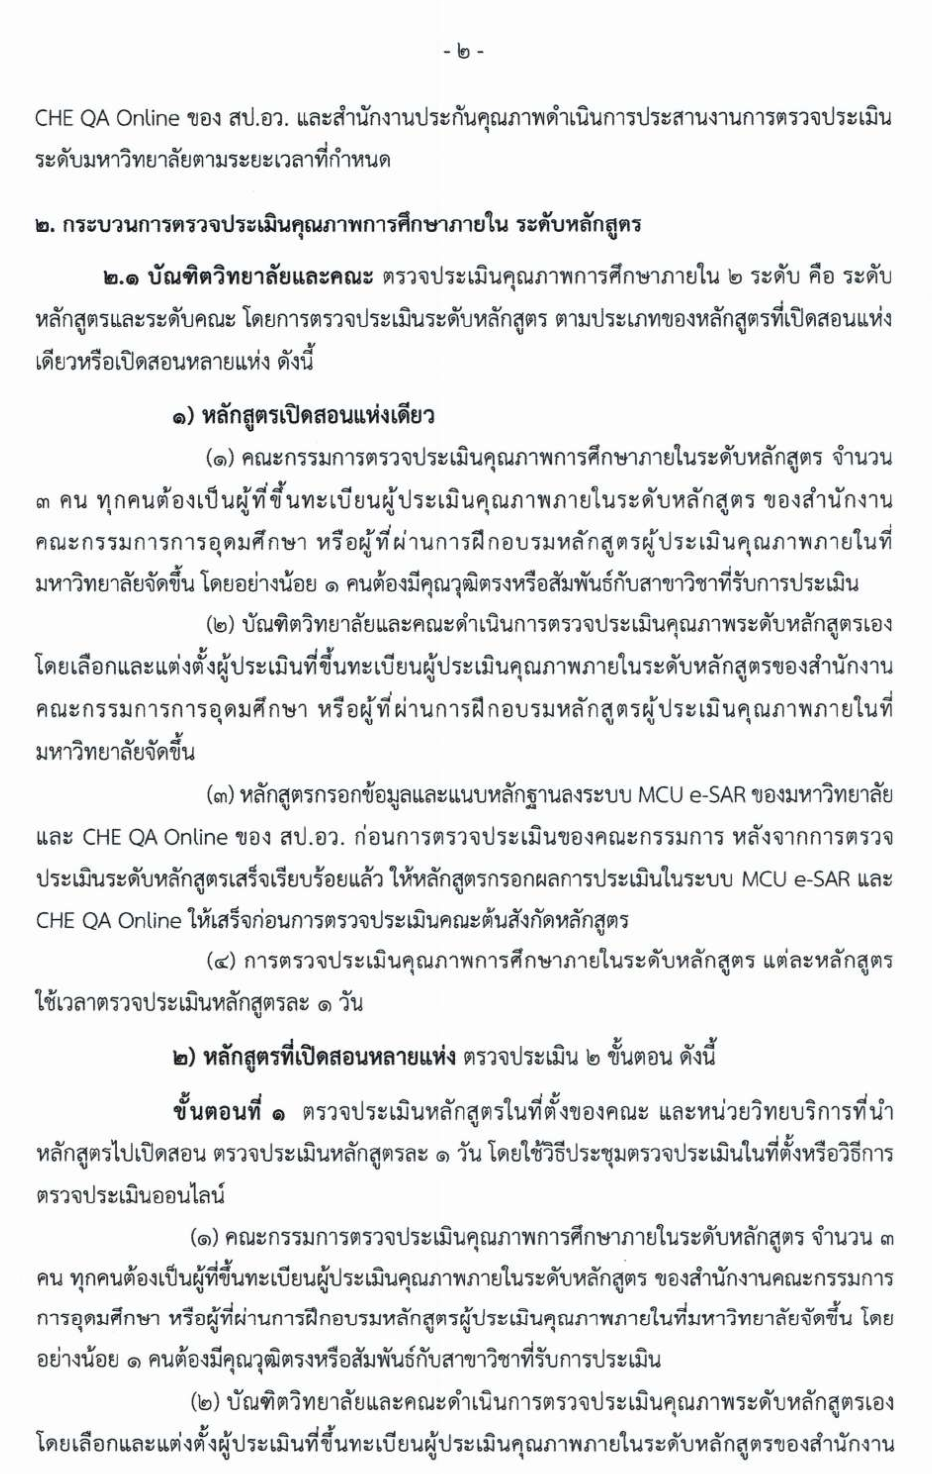 - ๒ -
CHE QA Online ของ สป.อว. และสำนักงานประกันคุณภาพดำเนินการประสานงานการตรวจประเมิน
ระดับมหาวิทยาลัยตามระยะเวลาที่กำหนด
๒. กระบวนการตรวจประเมินคุณภาพการศึกษาภายใน ระดับหลักสูตร
๒.๑ บัณฑิตวิทยาลัยและคณะ ตรวจประเมินคุณภาพการศึกษาภายใน ๒ ระดับ คือ ระดับ
หลักสูตรและระดับคณะ โดยการตรวจประเมินระดับหลักสูตร ตามประเภทของหลักสูตรที่เปิดสอนแห่ง
เดียวหรือเปิดสอนหลายแห่ง ดังนี้
๑) หลักสูตรเปิดสอนแห่งเดียว
(๑) คณะกรรมการตรวจประเมินคุณภาพการศึกษาภายในระดับหลักสูตร จำนวน
๓ คน ทุกคนต้องเป็นผู้ที่ขึ้นทะเบียนผู้ประเมินคุณภาพภายในระดับหลักสูตร ของสำนักงาน
คณะกรรมการการอุดมศึกษา หรือผู้ที่ผ่านการฝึกอบรมหลักสูตรผู้ประเมินคุณภาพภายในที่
มหาวิทยาลัยจัดขึ้น โดยอย่างน้อย ๑ คนต้องมีคุณวุฒิตรงหรือสัมพันธ์กับสาขาวิชาที่รับการประเมิน
(๒) บัณฑิตวิทยาลัยและคณะดำเนินการตรวจประเมินคุณภาพระดับหลักสูตรเอง
โดยเลือกและแต่งตั้งผู้ประเมินที่ขึ้นทะเบียนผู้ประเมินคุณภาพภายในระดับหลักสูตรของสำนักงาน
คณะกรรมการการอุดมศึกษา หรือผู้ที่ผ่านการฝึกอบรมหลักสูตรผู้ประเมินคุณภาพภายในที่
มหาวิทยาลัยจัดขึ้น
(๓) หลักสูตรกรอกข้อมูลและแนบหลักฐานลงระบบ MCU e-SAR ของมหาวิทยาลัย
และ CHE QA Online ของ สป.อว. ก่อนการตรวจประเมินของคณะกรรมการ หลังจากการตรวจ
ประเมินระดับหลักสูตรเสร็จเรียบร้อยแล้ว ให้หลักสูตรกรอกผลการประเมินในระบบ MCU e-SAR และ
CHE QA Online ให้เสร็จก่อนการตรวจประเมินคณะต้นสังกัดหลักสูตร
(๔) การตรวจประเมินคุณภาพการศึกษาภายในระดับหลักสูตร แต่ละหลักสูตร
ใช้เวลาตรวจประเมินหลักสูตรละ ๑ วัน
๒) หลักสูตรที่เปิดสอนหลายแห่ง ตรวจประเมิน ๒ ขั้นตอน ดังนี้
ขั้นตอนที่ ๑ ตรวจประเมินหลักสูตรในที่ตั้งของคณะ และหน่วยวิทยบริการที่นำ
หลักสูตรไปเปิดสอน ตรวจประเมินหลักสูตรละ ๑ วัน โดยใช้วิธีประชุมตรวจประเมินในที่ตั้งหรือวิธีการ
ตรวจประเมินออนไลน์
(๑) คณะกรรมการตรวจประเมินคุณภาพการศึกษาภายในระดับหลักสูตร จำนวน ๓
คน ทุกคนต้องเป็นผู้ที่ขึ้นทะเบียนผู้ประเมินคุณภาพภายในระดับหลักสูตร ของสำนักงานคณะกรรมการ
การอุดมศึกษา หรือผู้ที่ผ่านการฝึกอบรมหลักสูตรผู้ประเมินคุณภาพภายในที่มหาวิทยาลัยจัดขึ้น โดย
อย่างน้อย ๑ คนต้องมีคุณวุฒิตรงหรือสัมพันธ์กับสาขาวิชาที่รับการประเมิน
(๒) บัณฑิตวิทยาลัยและคณะดำเนินการตรวจประเมินคุณภาพระดับหลักสูตรเอง
โดยเลือกและแต่งตั้งผู้ประเมินที่ขึ้นทะเบียนผู้ประเมินคุณภาพภายในระดับหลักสูตรของสำนักงาน